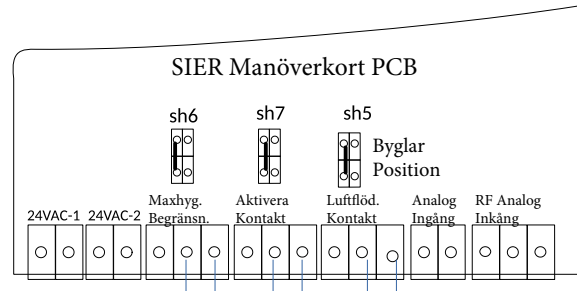 SIER Manöverkort PCB
sh6 sh7 sh5
Byglar
Position
Maxhyg. Aktivera Luftflöd. Analog RF Analog
24VAC-1 24VAC-2 Begränsn. Kontakt Kontakt Ingång Inkång